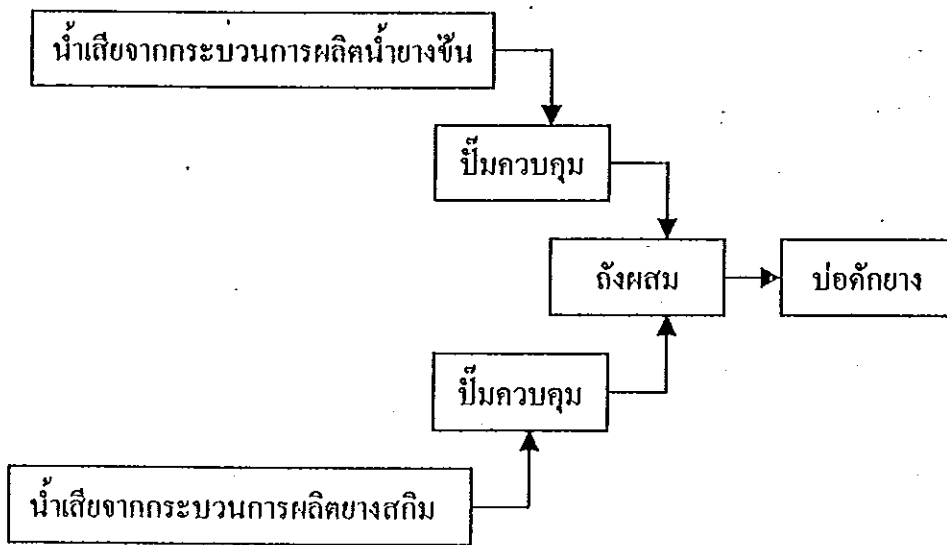 น้ำเสียจากกระบวนการผลิตน้ำยางข้น
ปั๊มควบคุม
ถังผสม
บ่อดักยาง
ปั๊มควบคุม
น้ำเสียจากกระบวนการผลิตยางสกิม